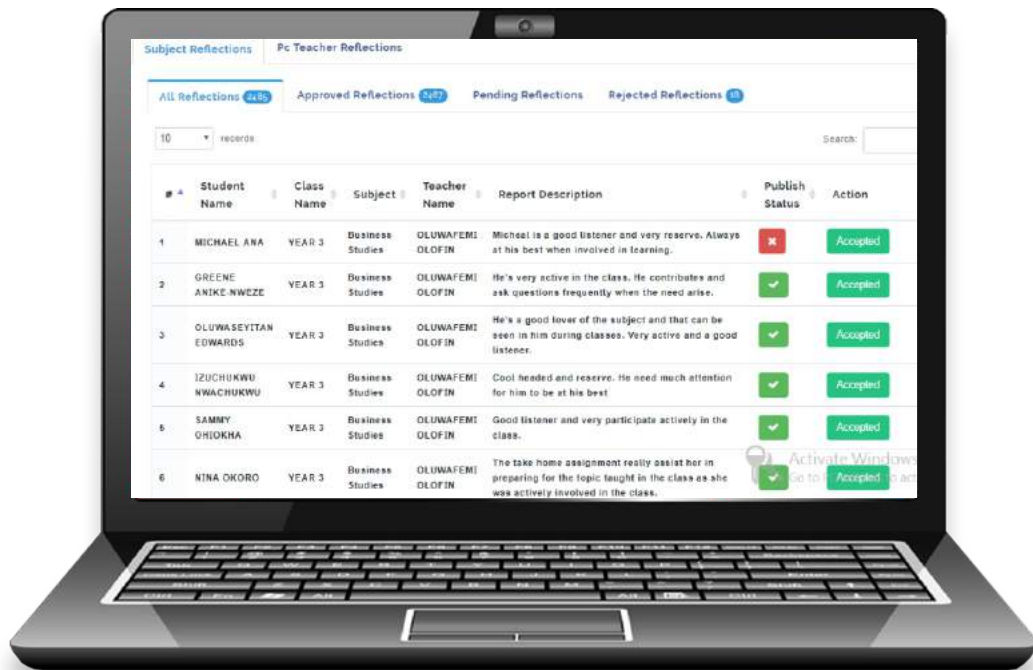 Subject Reflections Pc Teacher Reflections
All Reflections 2485 Approved Reflections 2467 Pending Reflections Rejected Reflections 18
10 records Search:
# Student Name Class Name Subject Teacher Name Report Description Publish Status Action
1 MICHAEL ANA YEAR 3 Business Studies OLUWAFEMI OLOFIN Micheal is a good listener and very reserve. Always
at his best when involved in learning. Accepted
2 GREENE ANIKE-NWEZE YEAR 3 Business Studies OLUWAFEMI OLOFIN He's very active in the class. He contributes and
ask questions frequently when the need arise. Accepted
3 OLUWASEYITAN EDWARDS YEAR 3 Business Studies OLUWAFEMI OLOFIN He's a good lover of the subject and that can be
seen in him during classes. Very active and a good
listener. Accepted
4 IZUCHUKWU NWACHUKWU YEAR 3 Business Studies OLUWAFEMI OLOFIN Cool headed and reserve. He need much attention
for him to be at his best Accepted
5 SAMMY OHIOKHA YEAR 3 Business Studies OLUWAFEMI OLOFIN Good listener and very participate actively in the
class. Accepted
6 NINA OKORO YEAR 3 Business Studies OLUWAFEMI OLOFIN The take home assignment really assist her in
preparing for the topic taught in the class as she
was actively involved in the class. Accepted
Activate Windows
Go to